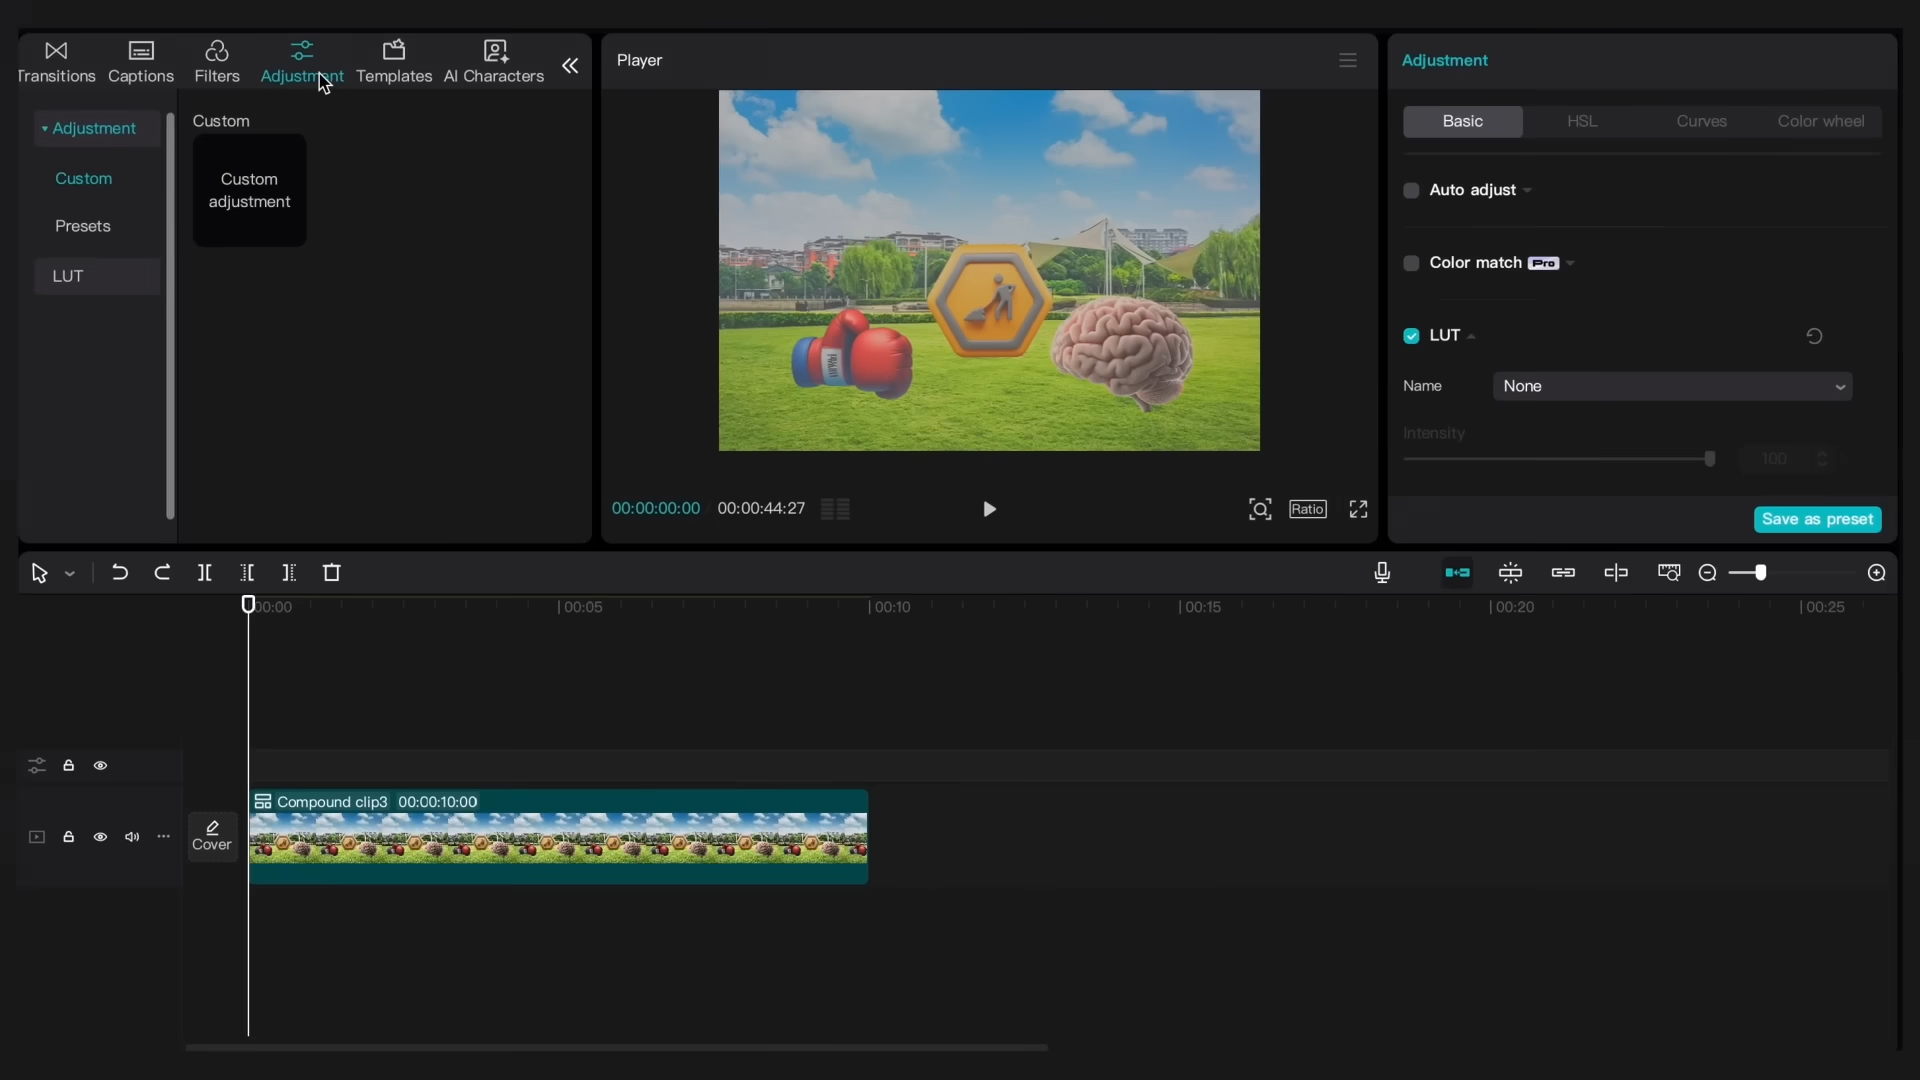 Transitions
Captions
Filters
Adjustment
Templates
AI Characters
Adjustment
Custom
Presets
LUT
Custom
Custom
adjustment
Player
00:00:00:00
00:00:44:27
Ratio
Adjustment
Basic
HSL
Curves
Color wheel
Auto adjust
Color match Pro
LUT
Name
None
Intensity
100
Save as preset
00:00
00:05
00:10
00:15
00:20
00:25
Compound clip3 00:00:10:00
Cover